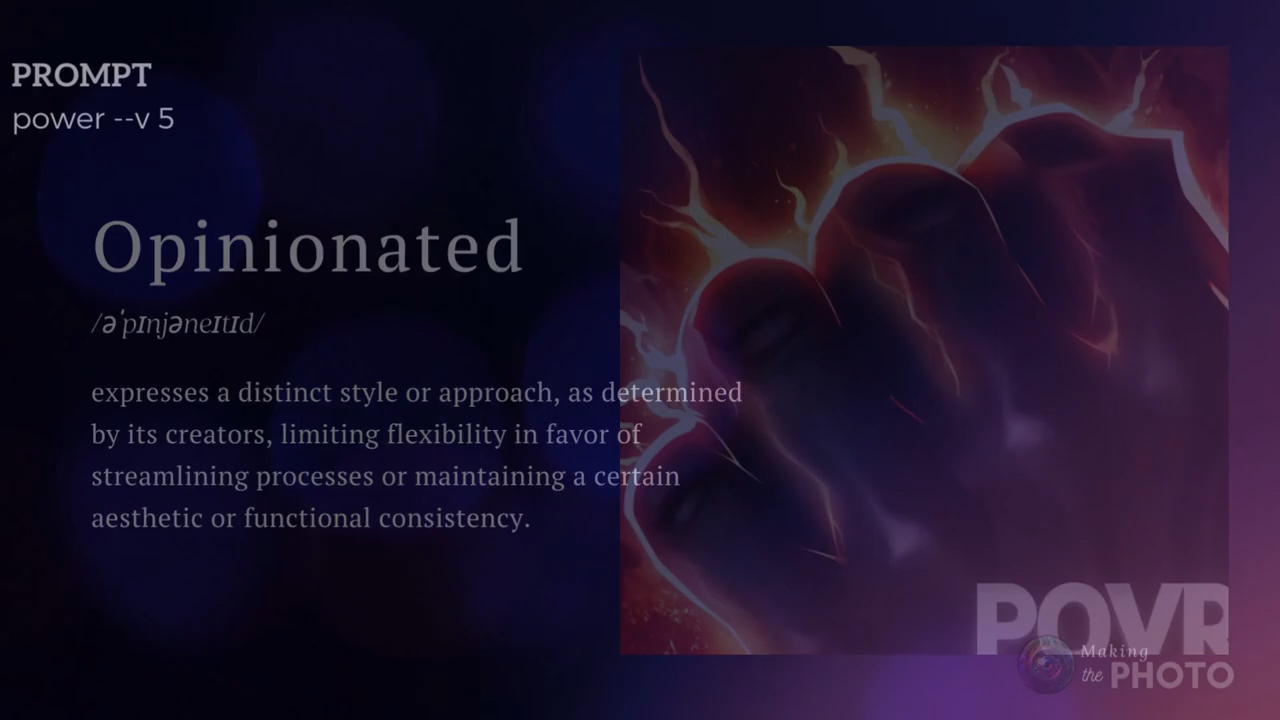 PROMPT
power --v 5
Opinionated
/əˈpɪnjəneɪtɪd/
expresses a distinct style or approach, as determined
by its creators, limiting flexibility in favor of
streamlining processes or maintaining a certain
aesthetic or functional consistency.
POVR
Making
the PHOTO